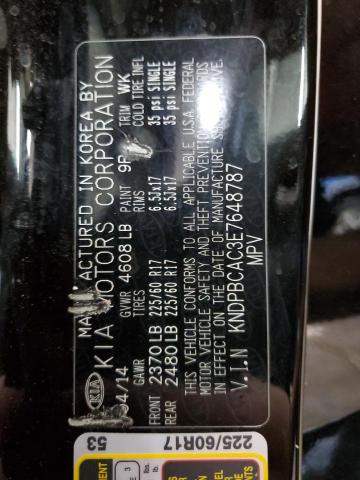 MANUFACTURED IN KOREA BY
KIA KIA MOTORS CORPORATION
04/14 GVWR 4608 LB PAINT 9P TRIM WK
GAWR TIRES RIMS COLD TIRE INFL
FRONT 2370 LB 225/60 R17 6.5Jx17 35 psi SINGLE
REAR 2480 LB 225/60 R17 6.5Jx17 35 psi SINGLE
THIS VEHICLE CONFORMS TO ALL APPLICABLE U.S.A FEDERAL
MOTOR VEHICLE SAFETY AND THEFT PREVENTION
IN EFFECT ON THE DATE OF MANUFACTURE
V.I.N KNDPBCAC3E7648787
MPV
53 225/60R17
3
lbs.